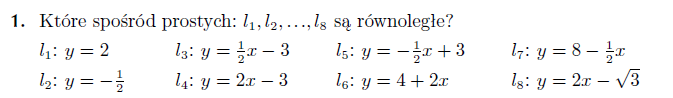 1. Które spośród prostych: l₁, l₂, ..., l₈ są równoległe?
l₁: y = 2 l₃: y = ½x − 3 l₅: y = −½x + 3 l₇: y = 8 − ½x
l₂: y = −½ l₄: y = 2x − 3 l₆: y = 4 + 2x l₈: y = 2x − √3